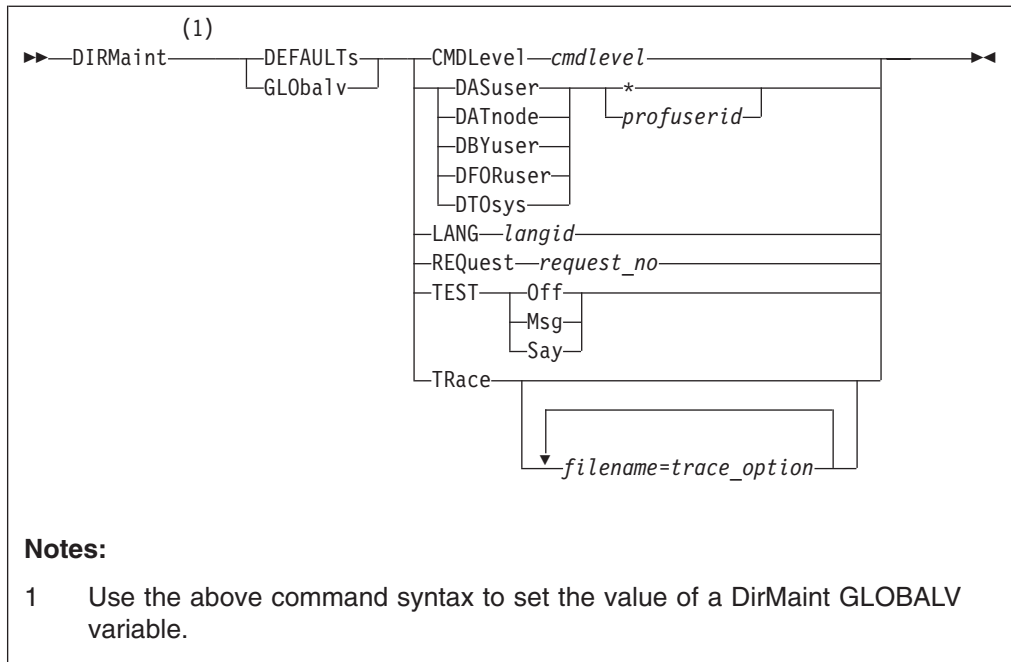 (1)
DIRMaint DEFAULTs CMDLevel cmdlevel
GLObalv DASuser *
DATnode profuserid
DBYuser
DFORuser
DTOsys
LANG langid
REQuest request_no
TEST Off
Msg
Say
TRace
filename=trace_option
Notes:
1 Use the above command syntax to set the value of a DirMaint GLOBALV
variable.